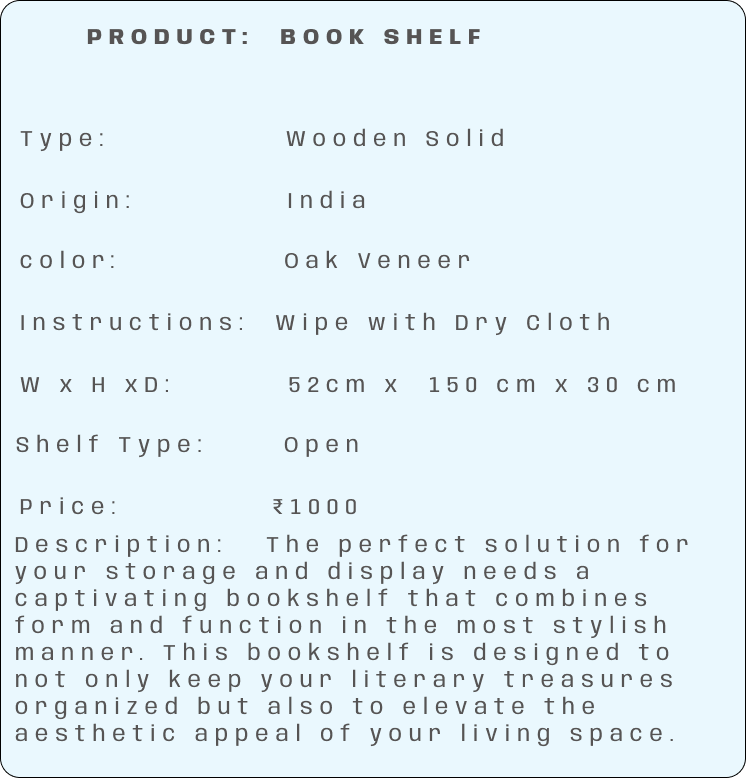 PRODUCT: BOOK SHELF
Type: Wooden Solid
Origin: India
color: Oak Veneer
Instructions: Wipe with Dry Cloth
W x H xD: 52cm x 150 cm x 30 cm
Shelf Type: Open
Price: ₹1000
Description: The perfect solution for
your storage and display needs a
captivating bookshelf that combines
form and function in the most stylish
manner. This bookshelf is designed to
not only keep your literary treasures
organized but also to elevate the
aesthetic appeal of your living space.